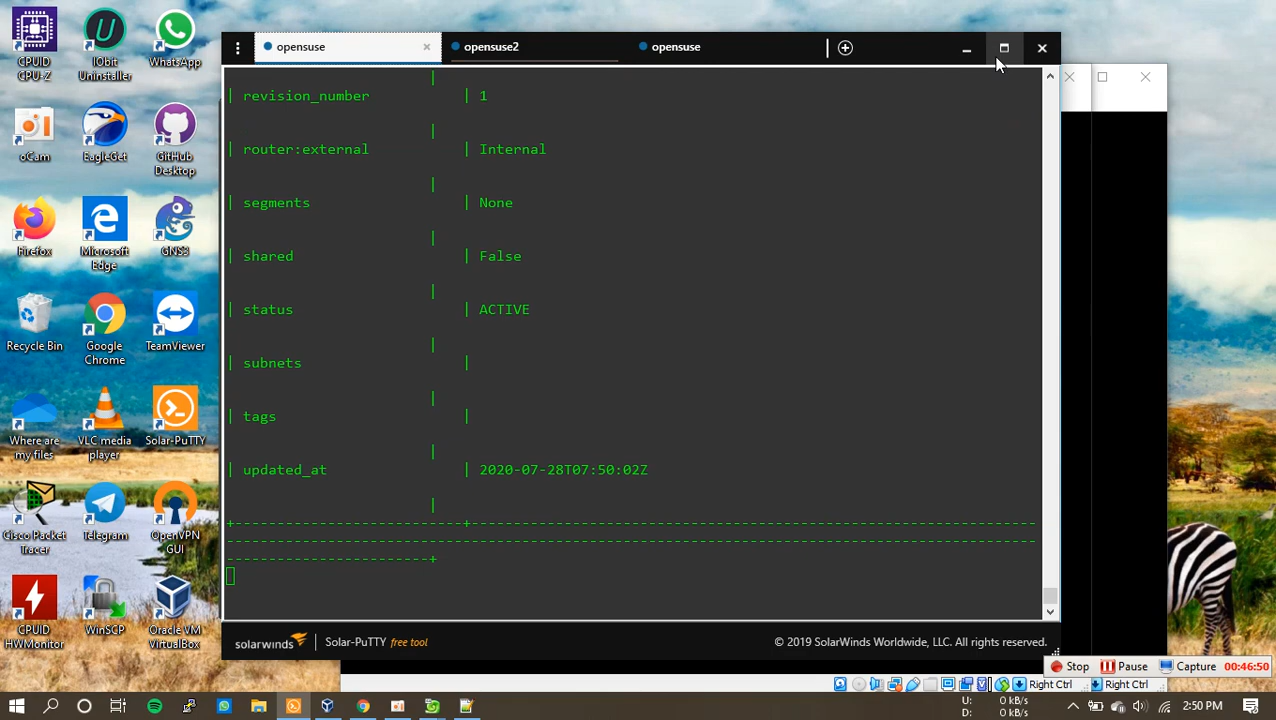 CPUID
CPU-Z
IObit
Uninstaller
WhatsApp
oCam
EagleGet
GitHub
Desktop
Firefox
Microsoft
Edge
GNS3
Recycle Bin
Google
Chrome
TeamViewer
Where are
my files
VLC media
player
Solar-PuTTY
Cisco Packet
Tracer
Telegram
OpenVPN
GUI
CPUID
HWMonitor
WinSCP
Oracle VM
VirtualBox
opensuse
opensuse2
opensuse
|
| revision_number | 1
|
| router:external | Internal
|
| segments | None
|
| shared | False
|
| status | ACTIVE
|
| subnets |
|
| tags |
|
| updated_at | 2020-07-28T07:50:02Z
|
solarwinds
Solar-PuTTY free tool
© 2019 SolarWinds Worldwide, LLC. All rights reserved.
Stop
Pause
Capture
00:46:50
Right Ctrl
Right Ctrl
U: 0 kB/s
D: 0 kB/s
2:50 PM